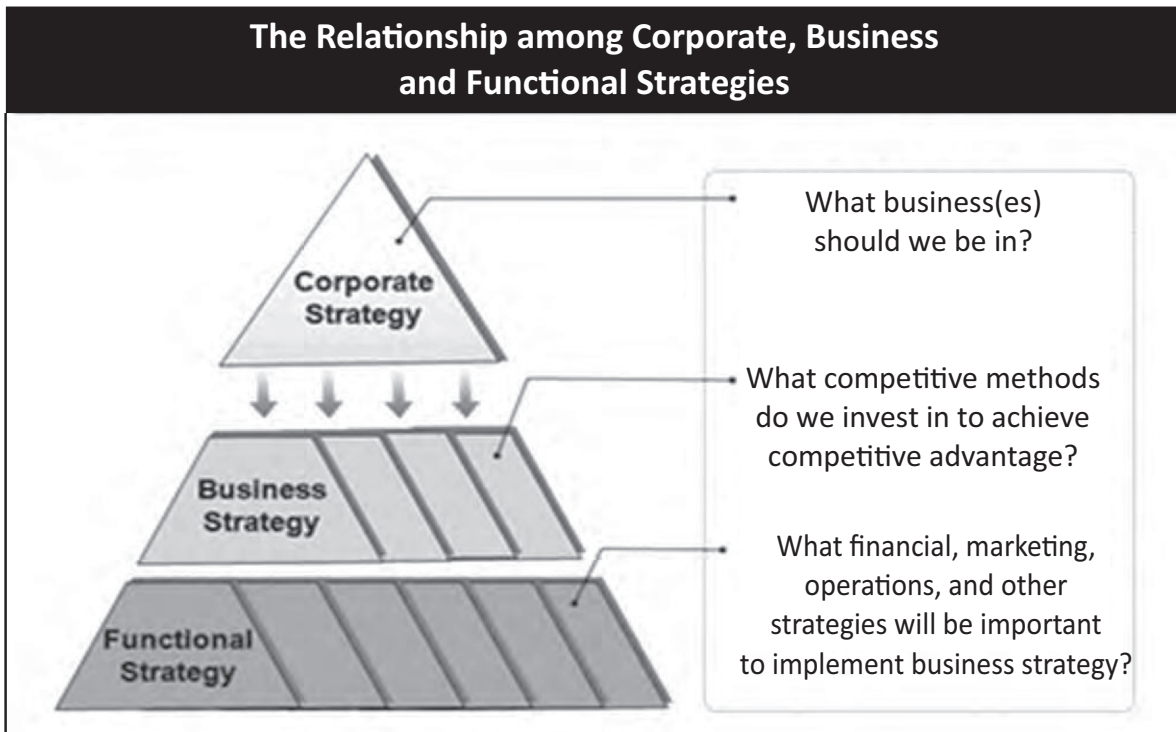 The Relationship among Corporate, Business
and Functional Strategies
Corporate
Strategy
What business(es)
should we be in?
Business
Strategy
What competitive methods
do we invest in to achieve
competitive advantage?
Functional
Strategy
What financial, marketing,
operations, and other
strategies will be important
to implement business strategy?